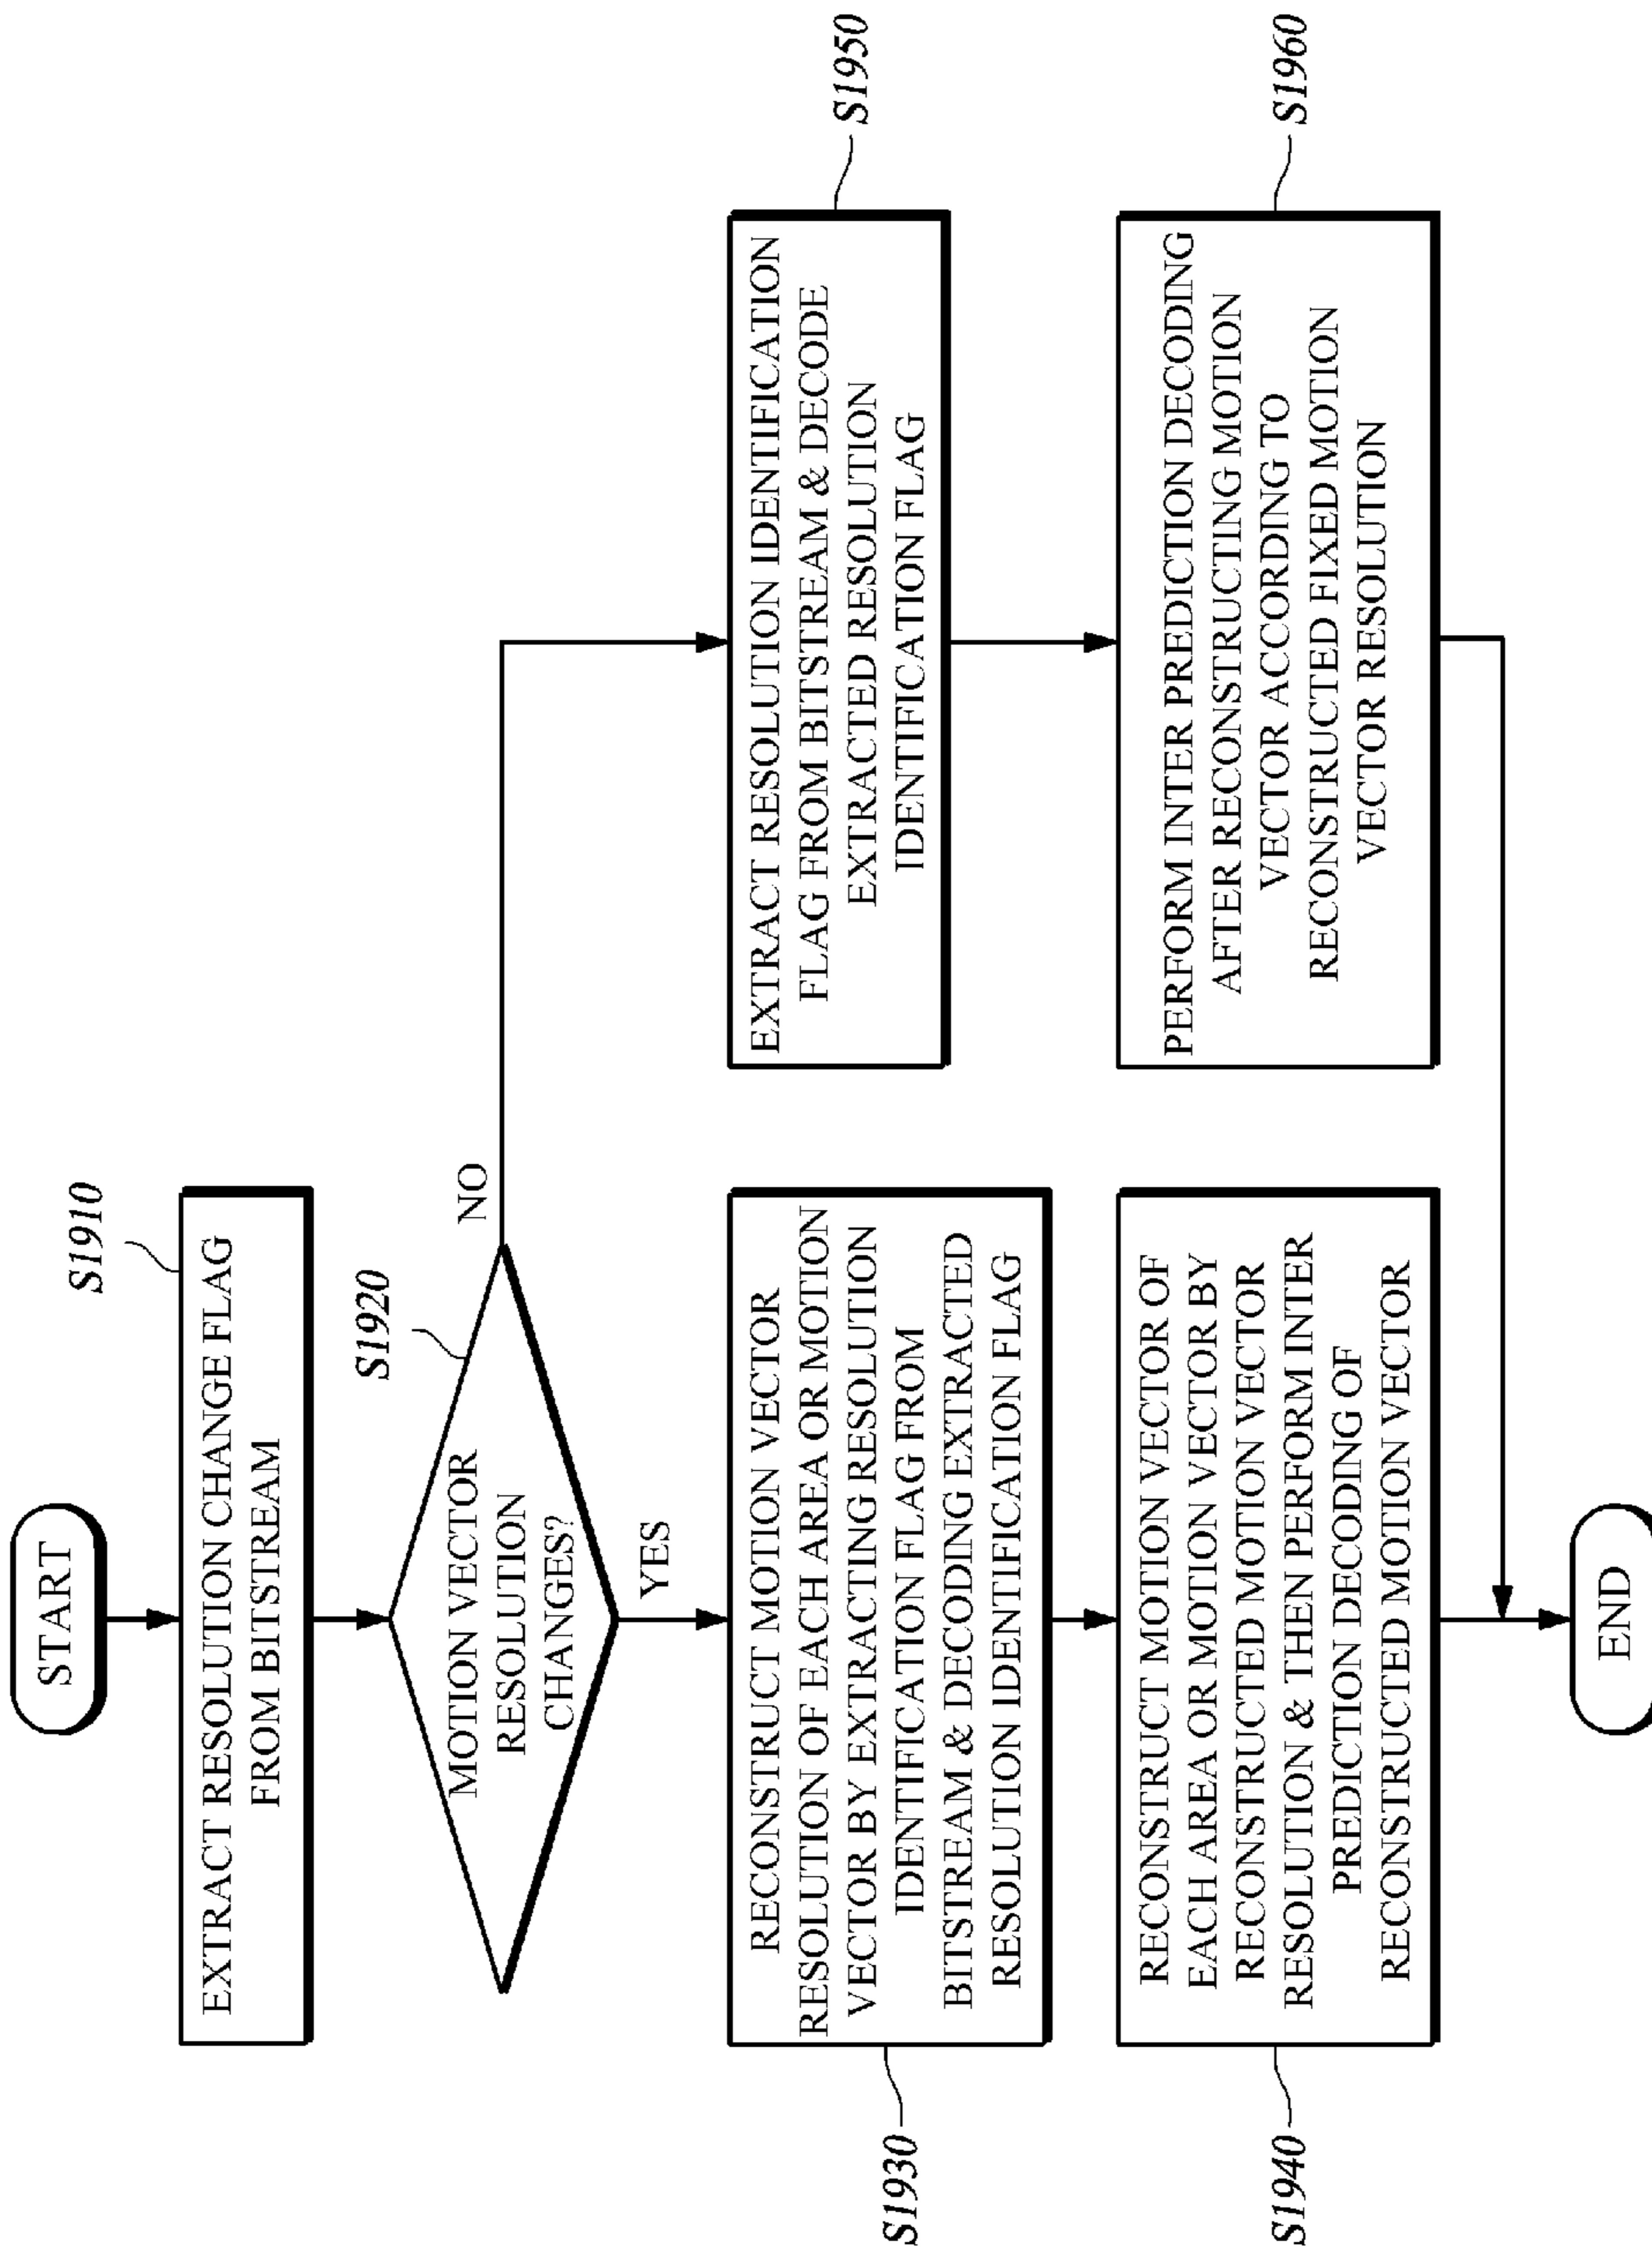 START
S1910
EXTRACT RESOLUTION CHANGE FLAG
FROM BITSTREAM
S1920
MOTION VECTOR
RESOLUTION
CHANGES?
NO
YES
RECONSTRUCT MOTION VECTOR
RESOLUTION OF EACH AREA OR MOTION
VECTOR BY EXTRACTING RESOLUTION
IDENTIFICATION FLAG FROM
BITSTREAM & DECODING EXTRACTED
RESOLUTION IDENTIFICATION FLAG
S1930
RECONSTRUCT MOTION VECTOR OF
EACH AREA OR MOTION VECTOR BY
RECONSTRUCTED MOTION VECTOR
RESOLUTION & THEN PERFORM INTER
PREDICTION DECODING OF
RECONSTRUCTED MOTION VECTOR
S1940
EXTRACT RESOLUTION IDENTIFICATION
FLAG FROM BITSTREAM & DECODE
EXTRACTED RESOLUTION
IDENTIFICATION FLAG
S1950
PERFORM INTER PREDICTION DECODING
AFTER RECONSTRUCTING MOTION
VECTOR ACCORDING TO
RECONSTRUCTED FIXED MOTION
VECTOR RESOLUTION
S1960
END